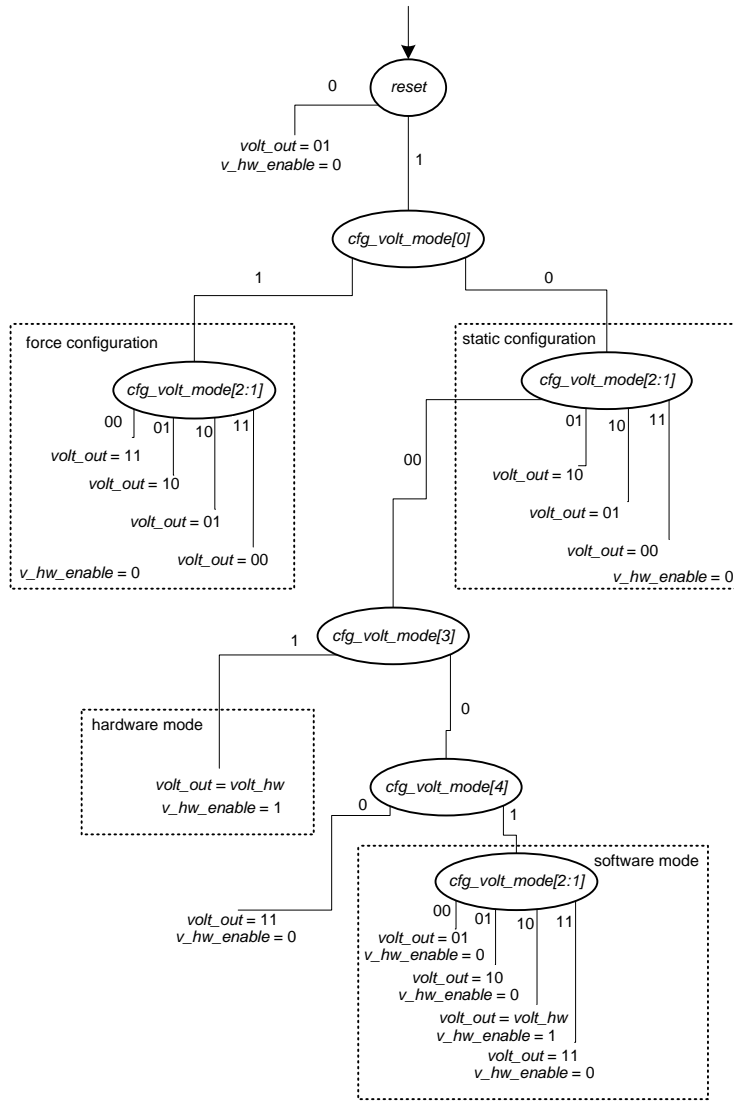 reset
0
volt_out = 01
v_hw_enable = 0
1
cfg_volt_mode[0]
1
0
force configuration
cfg_volt_mode[2:1]
00
01
10
11
volt_out = 11
volt_out = 10
volt_out = 01
volt_out = 00
v_hw_enable = 0
static configuration
cfg_volt_mode[2:1]
00
01
10
11
volt_out = 10
volt_out = 01
volt_out = 00
v_hw_enable = 0
cfg_volt_mode[3]
1
0
hardware mode
volt_out = volt_hw
v_hw_enable = 1
cfg_volt_mode[4]
0
1
volt_out = 11
v_hw_enable = 0
software mode
cfg_volt_mode[2:1]
00
01
10
11
volt_out = 01
v_hw_enable = 0
volt_out = 10
v_hw_enable = 0
volt_out = volt_hw
v_hw_enable = 1
volt_out = 11
v_hw_enable = 0